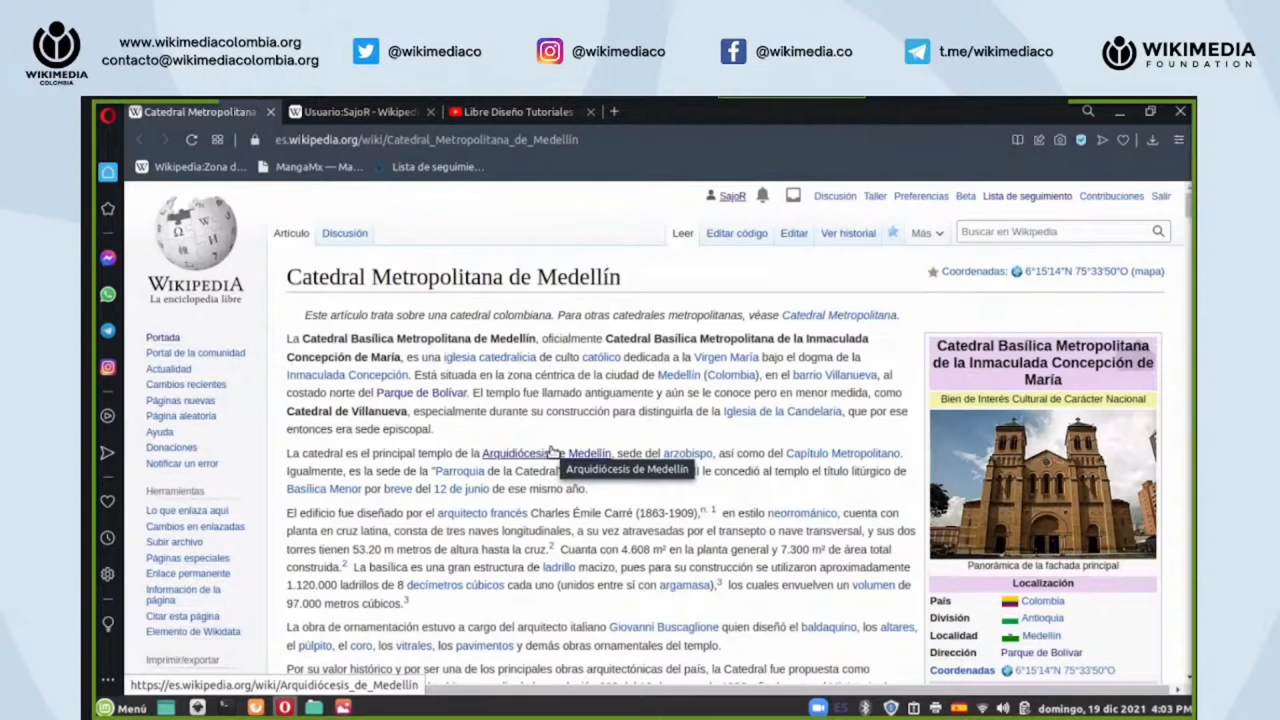 www.wikimediacolombia.org
contacto@wikimediacolombia.org
@wikimediaco
@wikimediaco
@wikimedia.co
t.me/wikimediaco
WIKIMEDIA
COLOMBIA
WIKIMEDIA
FOUNDATION
Catedral Metropolitana
Usuario:SajoR - Wikiped
Libre Diseño Tutoriales
es.wikipedia.org/wiki/Catedral_Metropolitana_de_Medellín
Wikipedia:Zona d...
MangaMx — Ma...
Lista de seguimie...
SajoR
Discusión
Taller
Preferencias
Beta
Lista de seguimiento
Contribuciones
Salir
Artículo
Discusión
Leer
Editar código
Editar
Ver historial
Más
Buscar en Wikipedia
WIKIPEDIA
La enciclopedia libre
Portada
Portal de la comunidad
Actualidad
Cambios recientes
Páginas nuevas
Página aleatoria
Ayuda
Donaciones
Notificar un error
Herramientas
Lo que enlaza aquí
Cambios en enlazadas
Subir archivo
Páginas especiales
Enlace permanente
Información de la
página
Citar esta página
Elemento de Wikidata
Imprimir/exportar
Catedral Metropolitana de Medellín
Coordenadas: 6°15′14″N 75°33′50″O (mapa)
Este artículo trata sobre una catedral colombiana. Para otras catedrales metropolitanas, véase Catedral Metropolitana.
La Catedral Basílica Metropolitana de Medellín, oficialmente Catedral Basílica Metropolitana de la Inmaculada
Concepción de María, es una iglesia catedralicia de culto católico dedicada a la Virgen María bajo el dogma de la
Inmaculada Concepción. Está situada en la zona céntrica de la ciudad de Medellín (Colombia), en el barrio Villanueva, al
costado norte del Parque de Bolívar. El templo fue llamado antiguamente y aún se le conoce pero en menor medida, como
Catedral de Villanueva, especialmente durante su construcción para distinguirla de la Iglesia de la Candelaria, que por ese
entonces era sede episcopal.
La catedral es el principal templo de la Arquidiócesis de Medellín, sede del arzobispo, así como del Capítulo Metropolitano.
Igualmente, es la sede de la "Parroquia de la Catedral le concedió al templo el título litúrgico de
Arquidiócesis de Medellín
Basílica Menor por breve del 12 de junio de ese mismo año.
El edificio fue diseñado por el arquitecto francés Charles Émile Carré (1863-1909),n. 1 en estilo neorrománico, cuenta con
planta en cruz latina, consta de tres naves longitudinales, a su vez atravesadas por el transepto o nave transversal, y sus dos
torres tienen 53.20 m metros de altura hasta la cruz.2 Cuanta con 4.608 m² en la planta general y 7.300 m² de área total
construida.2 La basílica es una gran estructura de ladrillo macizo, pues para su construcción se utilizaron aproximadamente
1.120.000 ladrillos de 8 decímetros cúbicos cada uno (unidos entre sí con argamasa),3 los cuales envuelven un volumen de
97.000 metros cúbicos.3
La obra de ornamentación estuvo a cargo del arquitecto italiano Giovanni Buscaglione quien diseñó el baldaquino, los altares,
el púlpito, el coro, los vitrales, los pavimentos y demás obras ornamentales del templo.
Por su valor histórico y por ser una de los principales obras arquitectónicas del país, la Catedral fue propuesta como
Catedral Basílica Metropolitana
de la Inmaculada Concepción de
María
Bien de Interés Cultural de Carácter Nacional
Panorámica de la fachada principal
Localización
País Colombia
División Antioquia
Localidad Medellín
Dirección Parque de Bolívar
Coordenadas 6°15′14″N 75°33′50″O
https://es.wikipedia.org/wiki/Arquidiócesis_de_Medellín
Menú
ES
domingo, 19 dic 2021 4:03 PM